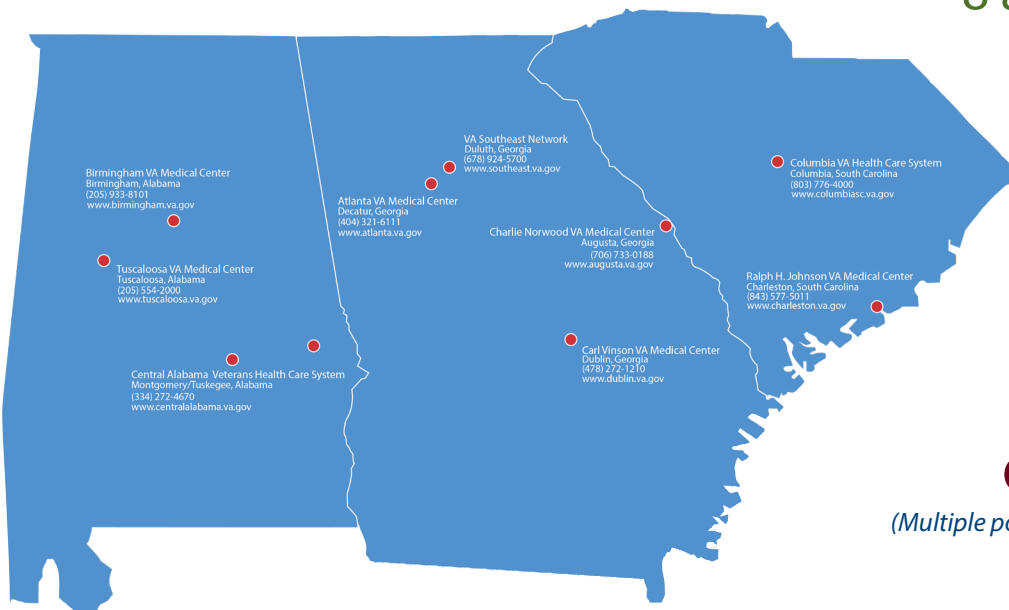 VA Southeast Network
Duluth, Georgia
(678) 924-5700
www.southeast.va.gov
Columbia VA Health Care System
Columbia, South Carolina
(803) 776-4000
www.columbiasc.va.gov
Birmingham VA Medical Center
Birmingham, Alabama
(205) 933-8101
www.birmingham.va.gov
Atlanta VA Medical Center
Decatur, Georgia
(404) 321-6111
www.atlanta.va.gov
Charlie Norwood VA Medical Center
Augusta, Georgia
(706) 733-0188
www.augusta.va.gov
Tuscaloosa VA Medical Center
Tuscaloosa, Alabama
(205) 554-2000
www.tuscaloosa.va.gov
Ralph H. Johnson VA Medical Center
Charleston, South Carolina
(843) 577-5011
www.charleston.va.gov
Carl Vinson VA Medical Center
Dublin, Georgia
(478) 272-1210
www.dublin.va.gov
Central Alabama Veterans Health Care System
Montgomery/Tuskegee, Alabama
(334) 272-4670
www.centralalabama.va.gov
(Multiple